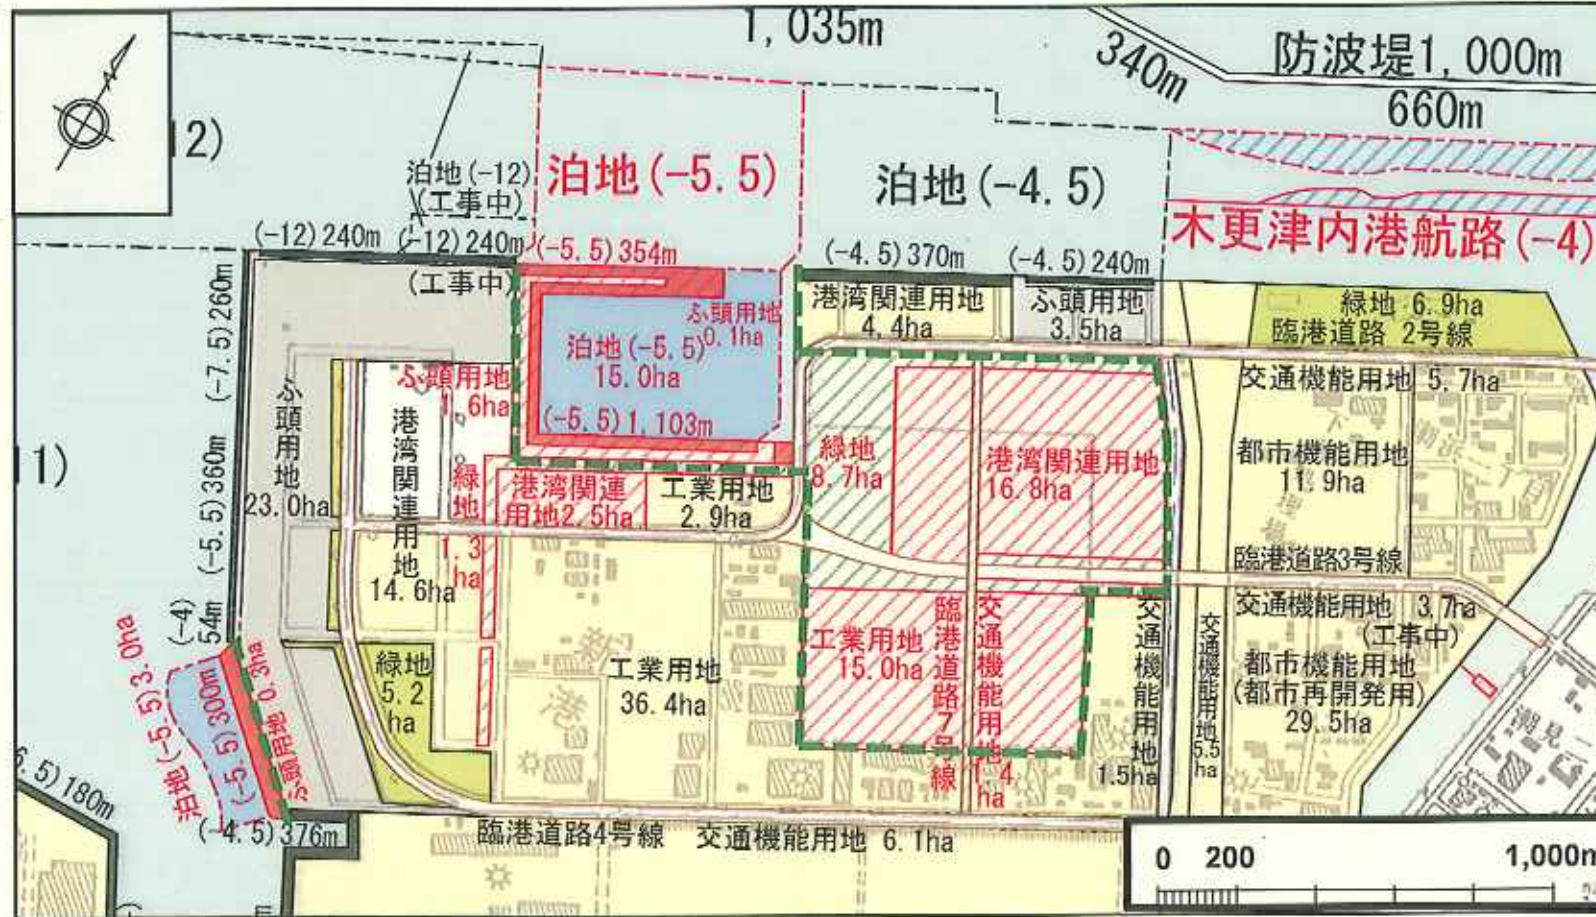 1,035m
340m
防波堤1,000m
660m
2)
泊地(-12)
(工事中)
泊地(-5.5)
泊地(-4.5)
木更津内港航路(-4)
(-12)240m
(-12)240m
(工事中)
(-5.5)354m
(-4.5)370m
(-4.5)240m
(-7.5)260m
(-5.5)360m
(-4)
54m
1)
ふ頭用地
23.0ha
ふ頭用地
1.6ha
港湾関連用地
14.6ha
緑地
1.3
ha
泊地(-5.5)
15.0ha
ふ頭用地
0.1ha
(-5.5)1,103m
港湾関連
用地2.5ha
工業用地
2.9ha
港湾関連用地
4.4ha
ふ頭用地
3.5ha
緑地 6.9ha
臨港道路 2号線
交通機能用地 5.7ha
緑地
8.7ha
港湾関連用地
16.8ha
都市機能用地
11.9ha
臨港道路3号線
交通機能用地 3.7ha
(工事中)
都市機能用地
(都市再開発用)
29.5ha
緑地
5.2
ha
工業用地
36.4ha
工業用地
15.0ha
臨港道路7号線
交通機能用地
1.4
ha
交通機能用地
1.5ha
交通機能用地
5.5
ha
潮見
港
泊地(-5.5)3.0ha
(-5.5)300m
ふ頭用地 0.3ha
(-4.5)376m
5.5)180m
臨港道路4号線 交通機能用地 6.1ha
0 200 1,000m